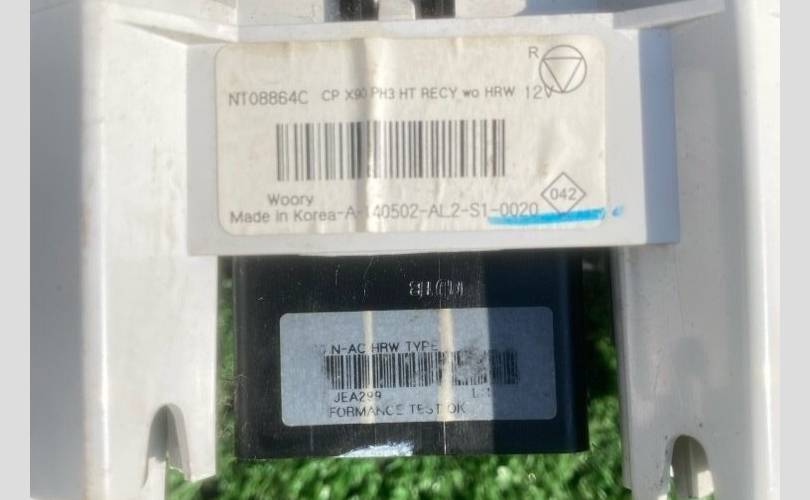 R
NT08864C CP X90 PH3 HT RECY wo HRW 12V
Woory
042
Made in Korea-A-140502-AL2-S1-0020
N-AC HRW TYPE
JEA299
FORMANCE TEST OK